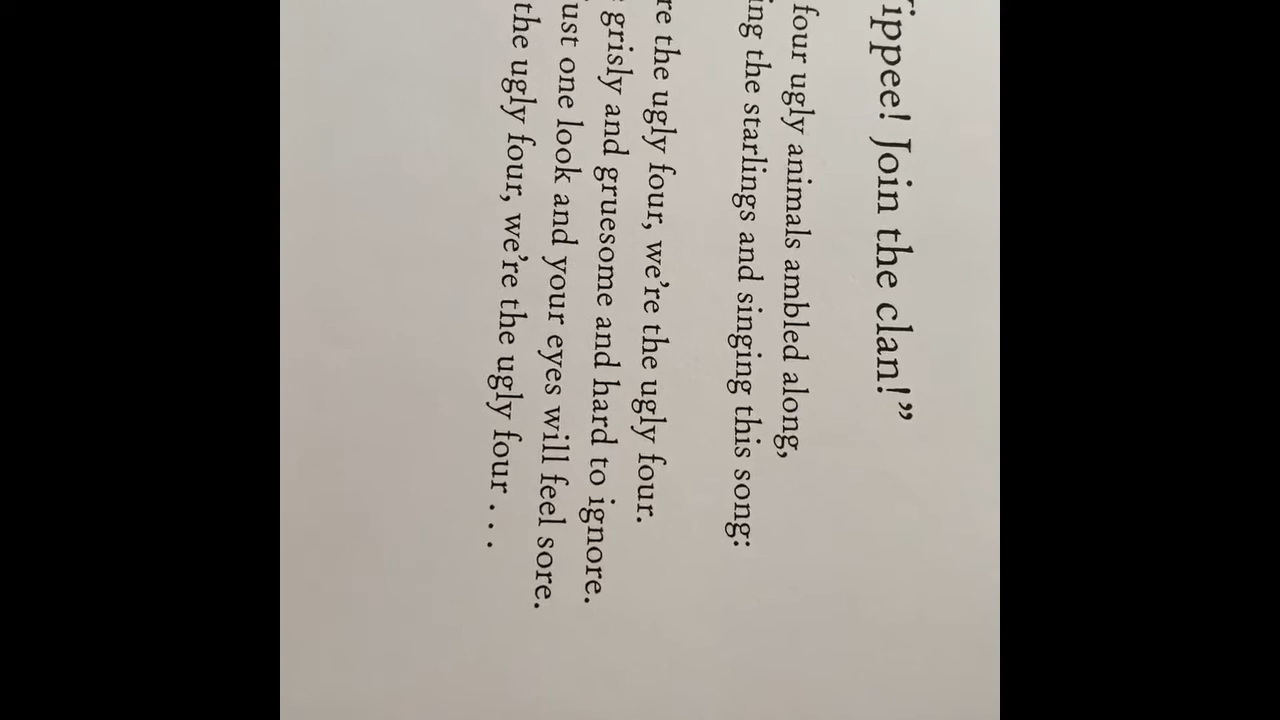 ippee! Join the clan!”
four ugly animals ambled along,
ing the starlings and singing this song:
re the ugly four, we’re the ugly four.
grisly and gruesome and hard to ignore.
ust one look and your eyes will feel sore.
the ugly four, we’re the ugly four . . .